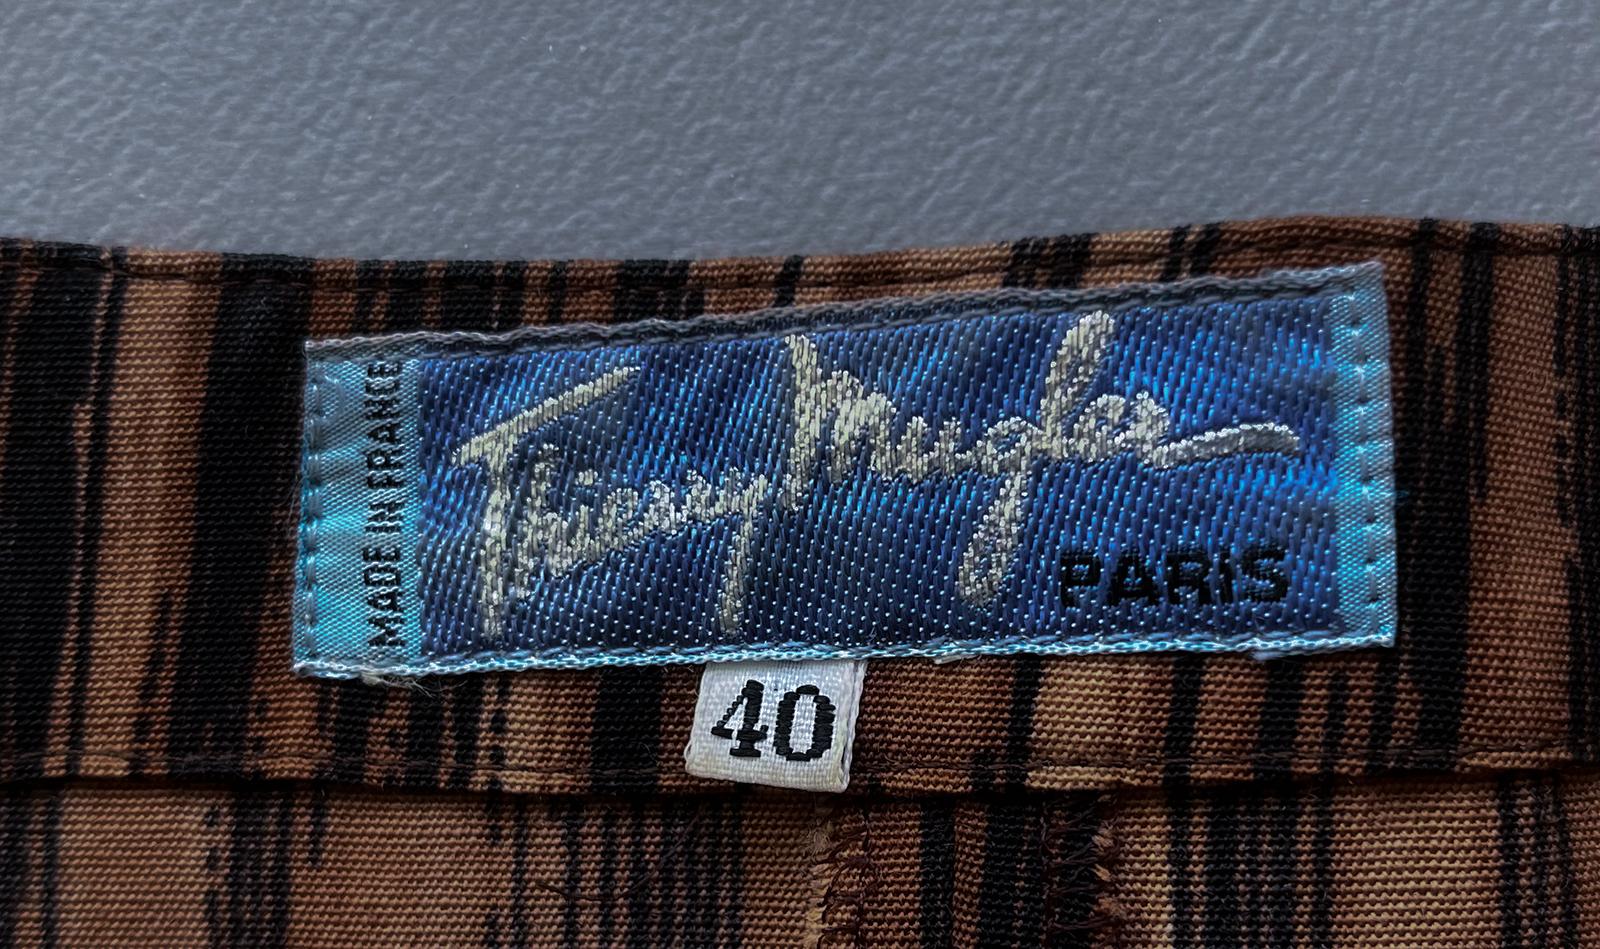 MADE IN FRANCE
Thierry Mugler
PARIS
40